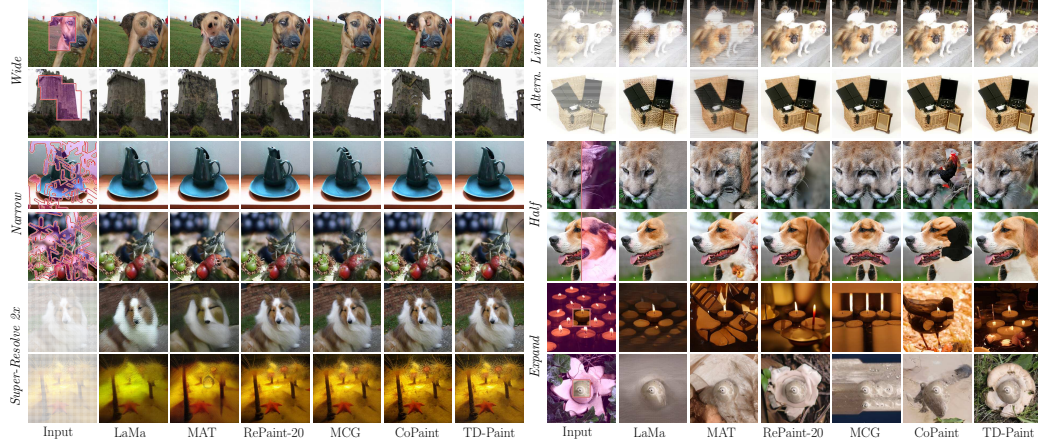 Wide
Narrow
Super-Resolve 2x
Input LaMa MAT RePaint-20 MCG CoPaint TD-Paint
Altern. Lines
Half
Expand
Input LaMa MAT RePaint-20 MCG CoPaint TD-Paint